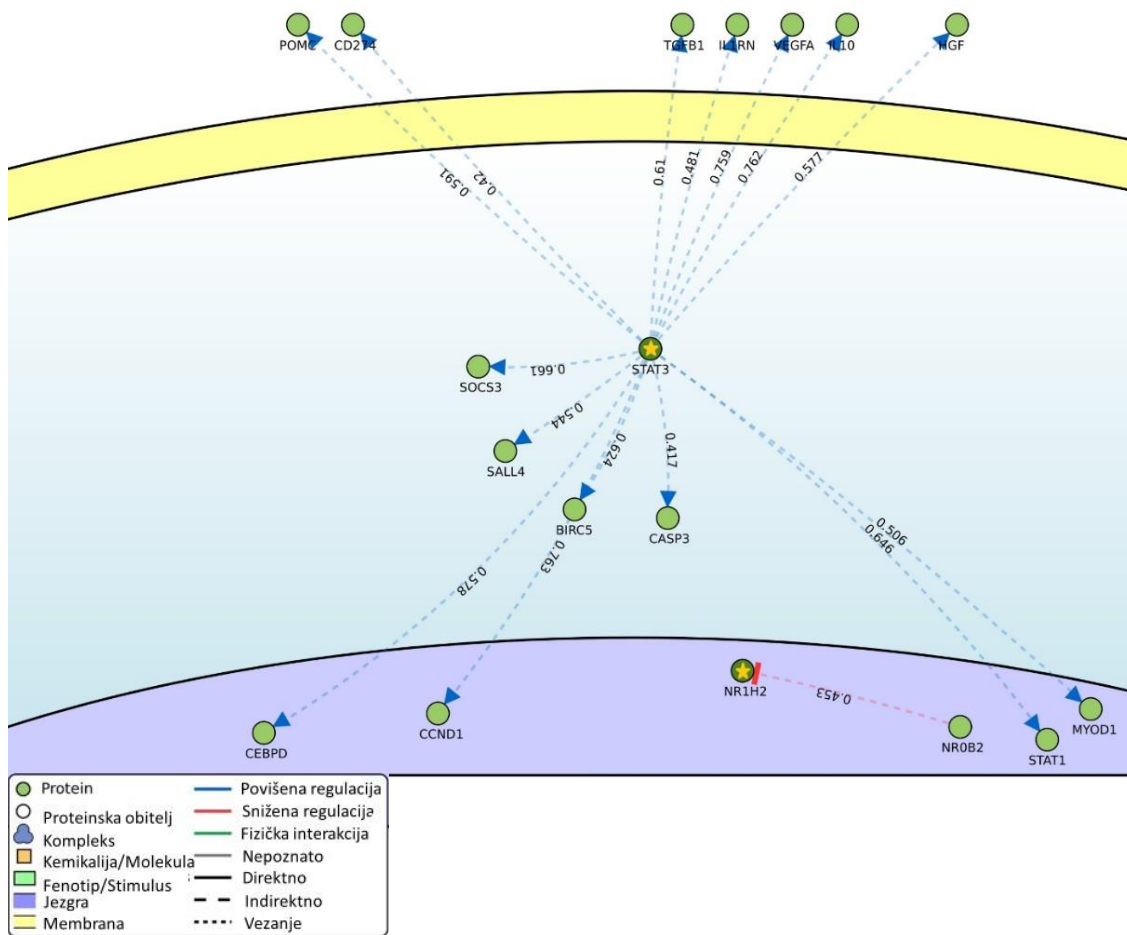 POMC CD274 TGFB1 IL1RN VEGFA IL10 HGF
0.591 0.42 0.61 0.481 0.759 0.762 0.577
STAT3
SOCS3 0.661
0.544
SALL4
0.624 0.417
BIRC5 CASP3
0.578 0.763 0.646 0.506
NR1H2 0.453
CEBPD CCND1 NR0B2 STAT1 MYOD1
Protein
Proteinska obitelj
Kompleks
Kemikalija/Molekula
Fenotip/Stimulus
Jezgra
Membrana
Povišena regulacija
Snižena regulacija
Fizička interakcija
Nepoznato
Direktno
Indirektno
Vezanje